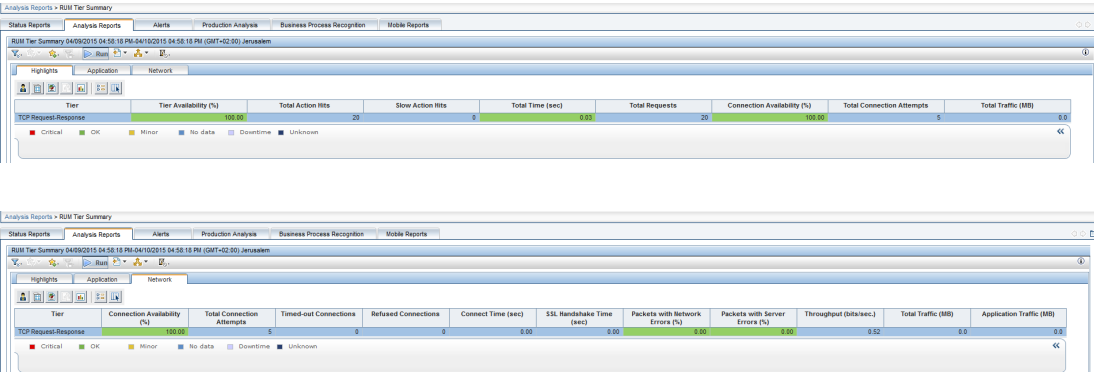 Analysis Reports > RUM Tier Summary
Status Reports Analysis Reports Alerts Production Analysis Business Process Recognition Mobile Reports
RUM Tier Summary 04/09/2015 04:58:18 PM-04/10/2015 04:58:18 PM (GMT+02:00) Jerusalem
Run
Highlights Application Network
Tier Tier Availability (%) Total Action Hits Slow Action Hits Total Time (sec) Total Requests Connection Availability (%) Total Connection Attempts Total Traffic (MB)
TCP Request-Response 100.00 20 0 0.03 20 100.00 5 0.0
Critical OK Minor No data Downtime Unknown
Analysis Reports > RUM Tier Summary
Status Reports Analysis Reports Alerts Production Analysis Business Process Recognition Mobile Reports
RUM Tier Summary 04/09/2015 04:58:18 PM-04/10/2015 04:58:18 PM (GMT+02:00) Jerusalem
Run
Highlights Application Network
Tier Connection Availability (%) Total Connection Attempts Timed-out Connections Refused Connections Connect Time (sec) SSL Handshake Time (sec) Packets with Network Errors (%) Packets with Server Errors (%) Throughput (bits/sec.) Total Traffic (MB) Application Traffic (MB)
TCP Request-Response 100.00 5 0 0 0.00 0.00 0.00 0.00 0.52 0.0 0.0
Critical OK Minor No data Downtime Unknown